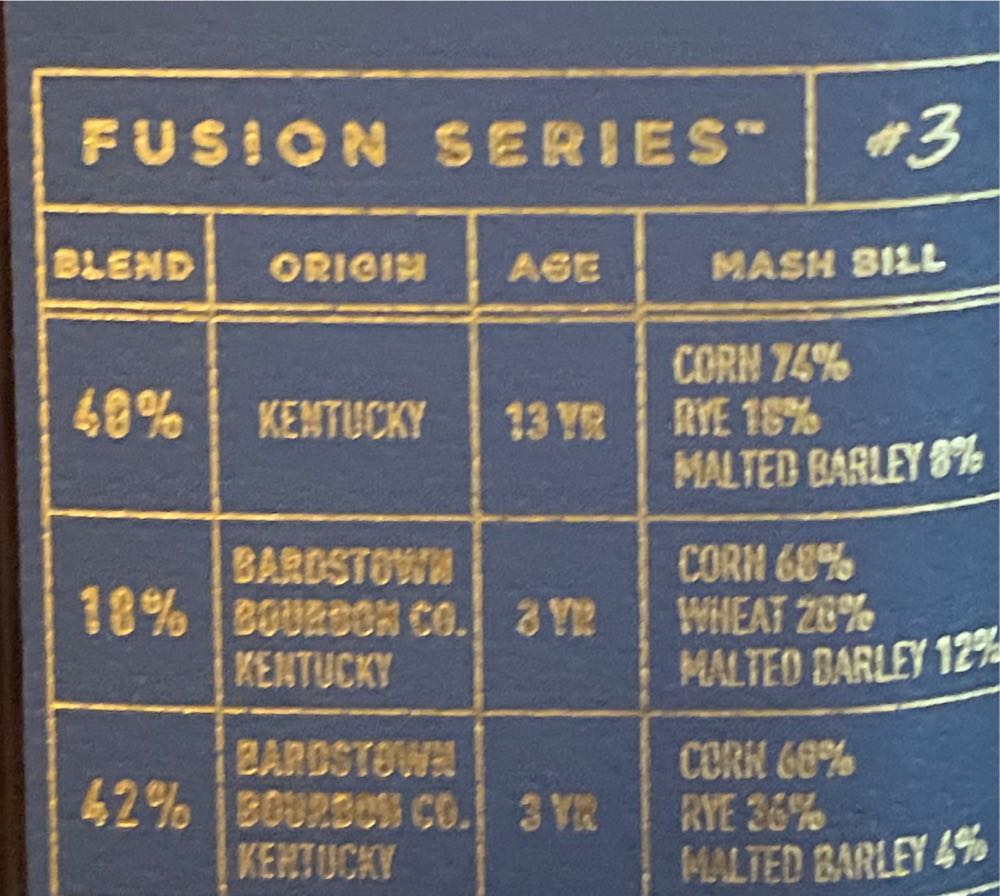 FUSION SERIES™ #3
BLEND ORIGIN AGE MASH BILL
40% KENTUCKY 13 YR
CORN 74%
RYE 18%
MALTED BARLEY 8%
18%
BARDSTOWN
BOURBON CO.
KENTUCKY
3 YR
CORN 68%
WHEAT 20%
MALTED BARLEY 12%
42%
BARDSTOWN
BOURBON CO.
KENTUCKY
3 YR
CORN 60%
RYE 36%
MALTED BARLEY 4%